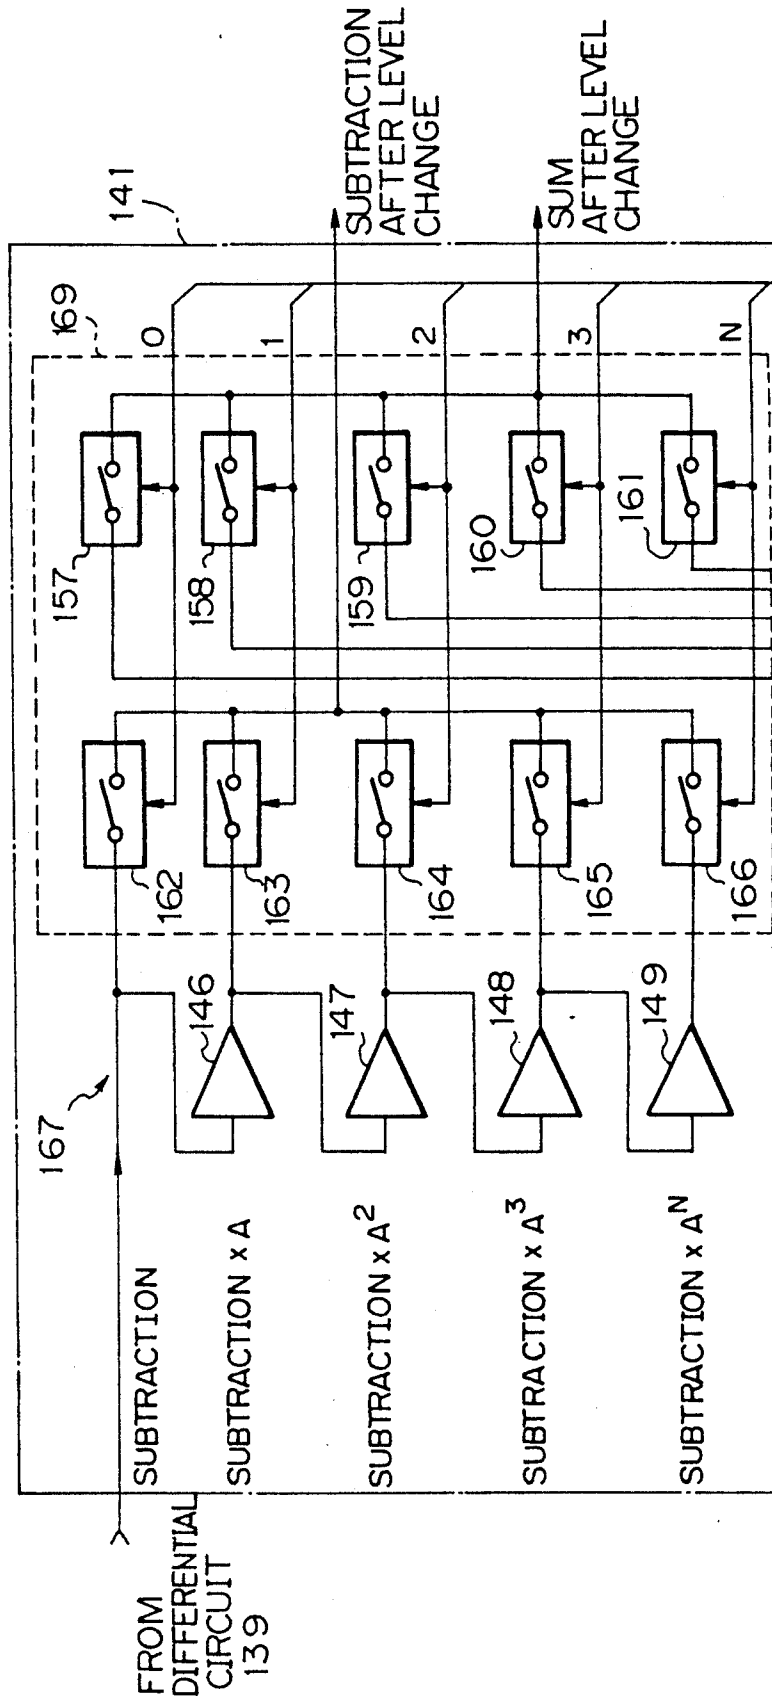 FROM
DIFFERENTIAL
CIRCUIT
139
167
141
169
SUBTRACTION
SUBTRACTION x A
SUBTRACTION x A²
SUBTRACTION x A³
SUBTRACTION x Aᴺ
146
147
148
149
162
163
164
165
166
157
158
159
160
161
0
1
2
3
N
SUBTRACTION
AFTER LEVEL
CHANGE
SUM
AFTER LEVEL
CHANGE